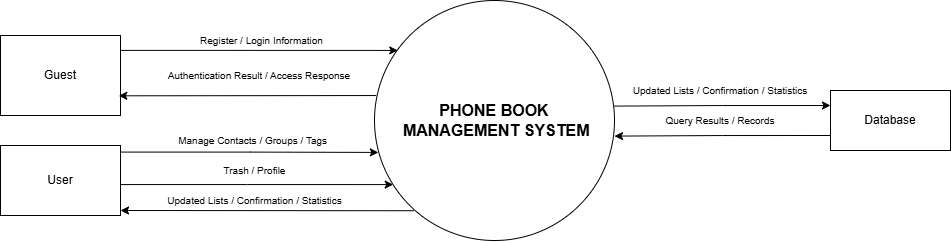 Guest
Register / Login Information
Authentication Result / Access Response
User
Manage Contacts / Groups / Tags
Trash / Profile
Updated Lists / Confirmation / Statistics
PHONE BOOK
MANAGEMENT SYSTEM
Updated Lists / Confirmation / Statistics
Query Results / Records
Database